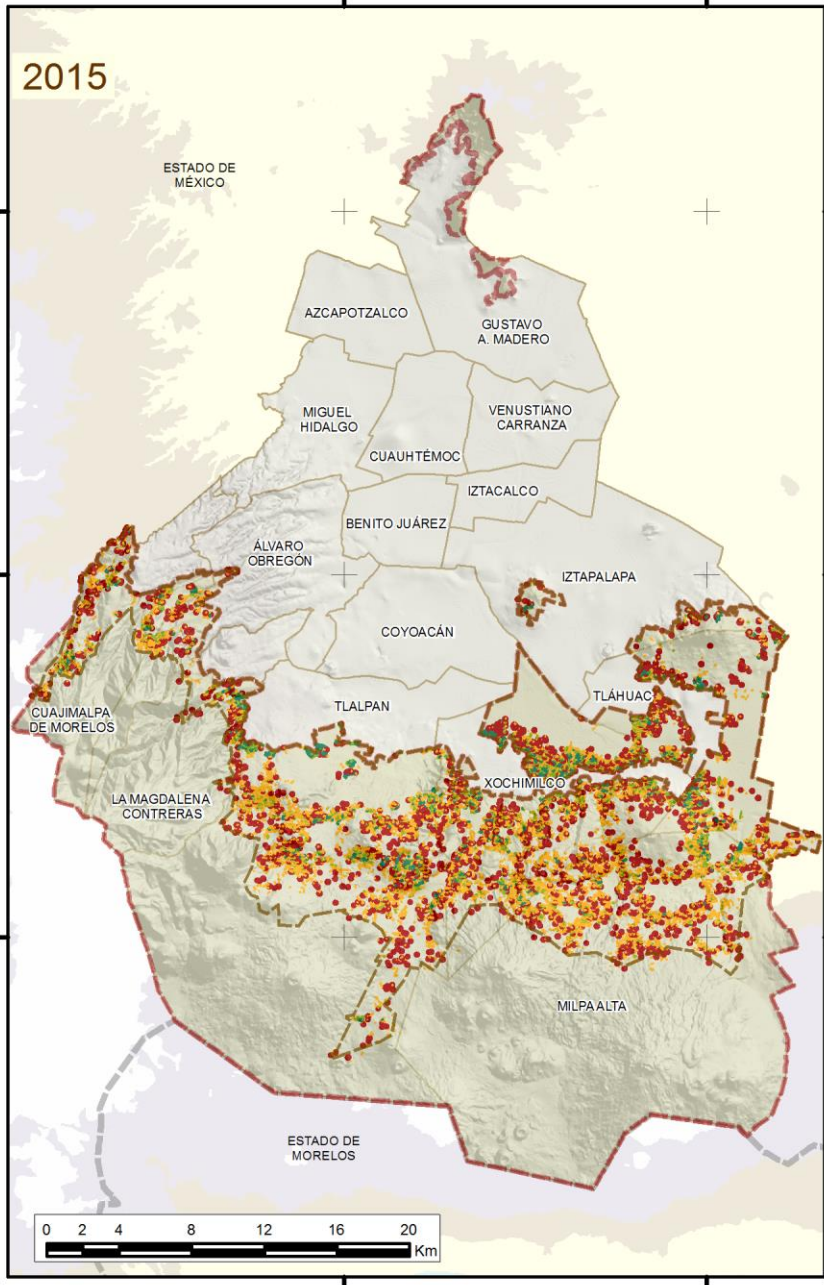 2015
ESTADO DE
MÉXICO
AZCAPOTZALCO
GUSTAVO
A. MADERO
MIGUEL
HIDALGO
VENUSTIANO
CARRANZA
CUAUHTÉMOC
IZTACALCO
BENITO JUÁREZ
ÁLVARO
OBREGÓN
IZTAPALAPA
COYOACÁN
TLÁHUAC
TLALPAN
CUAJIMALPA
DE MORELOS
XOCHIMILCO
LA MAGDALENA
CONTRERAS
MILPA ALTA
ESTADO DE
MORELOS
0 2 4 8 12 16 20
Km